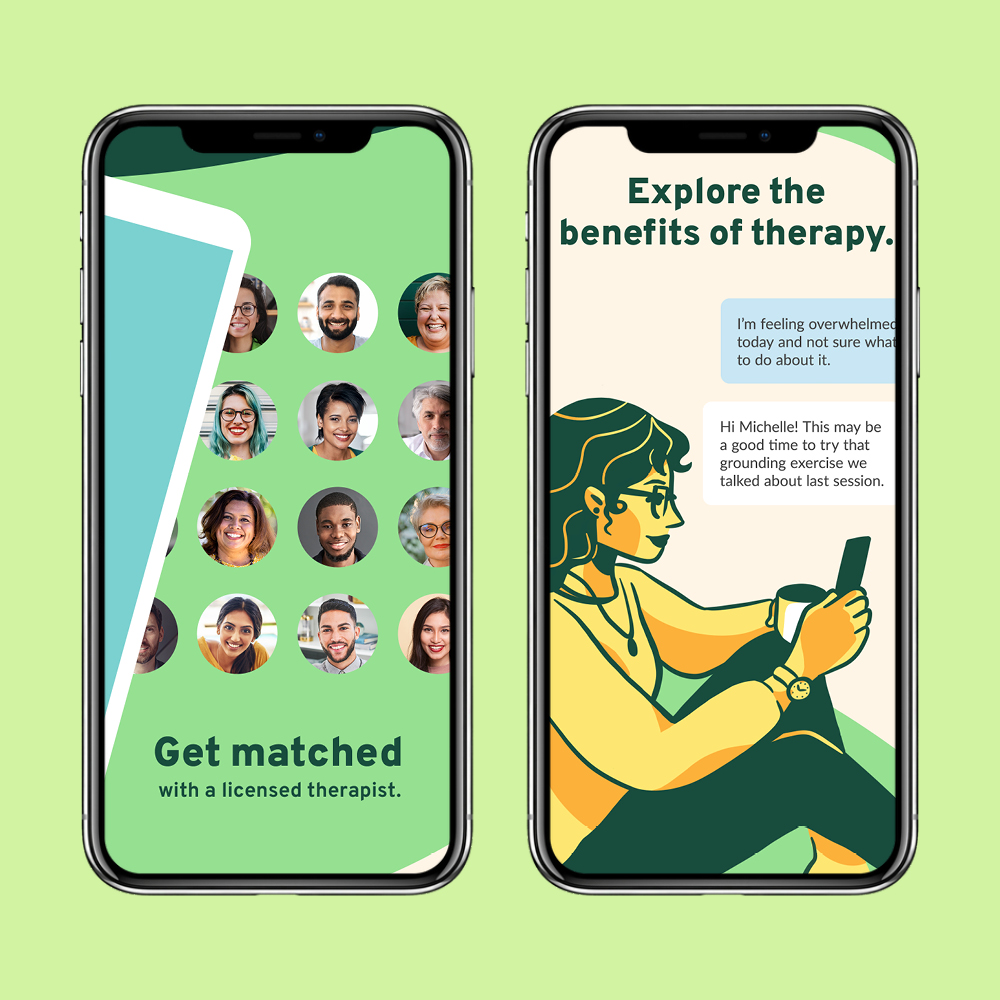 Get matched
with a licensed therapist.
Explore the
benefits of therapy.
I'm feeling overwhelmed
today and not sure what
to do about it.
Hi Michelle! This may be
a good time to try that
grounding exercise we
talked about last session.